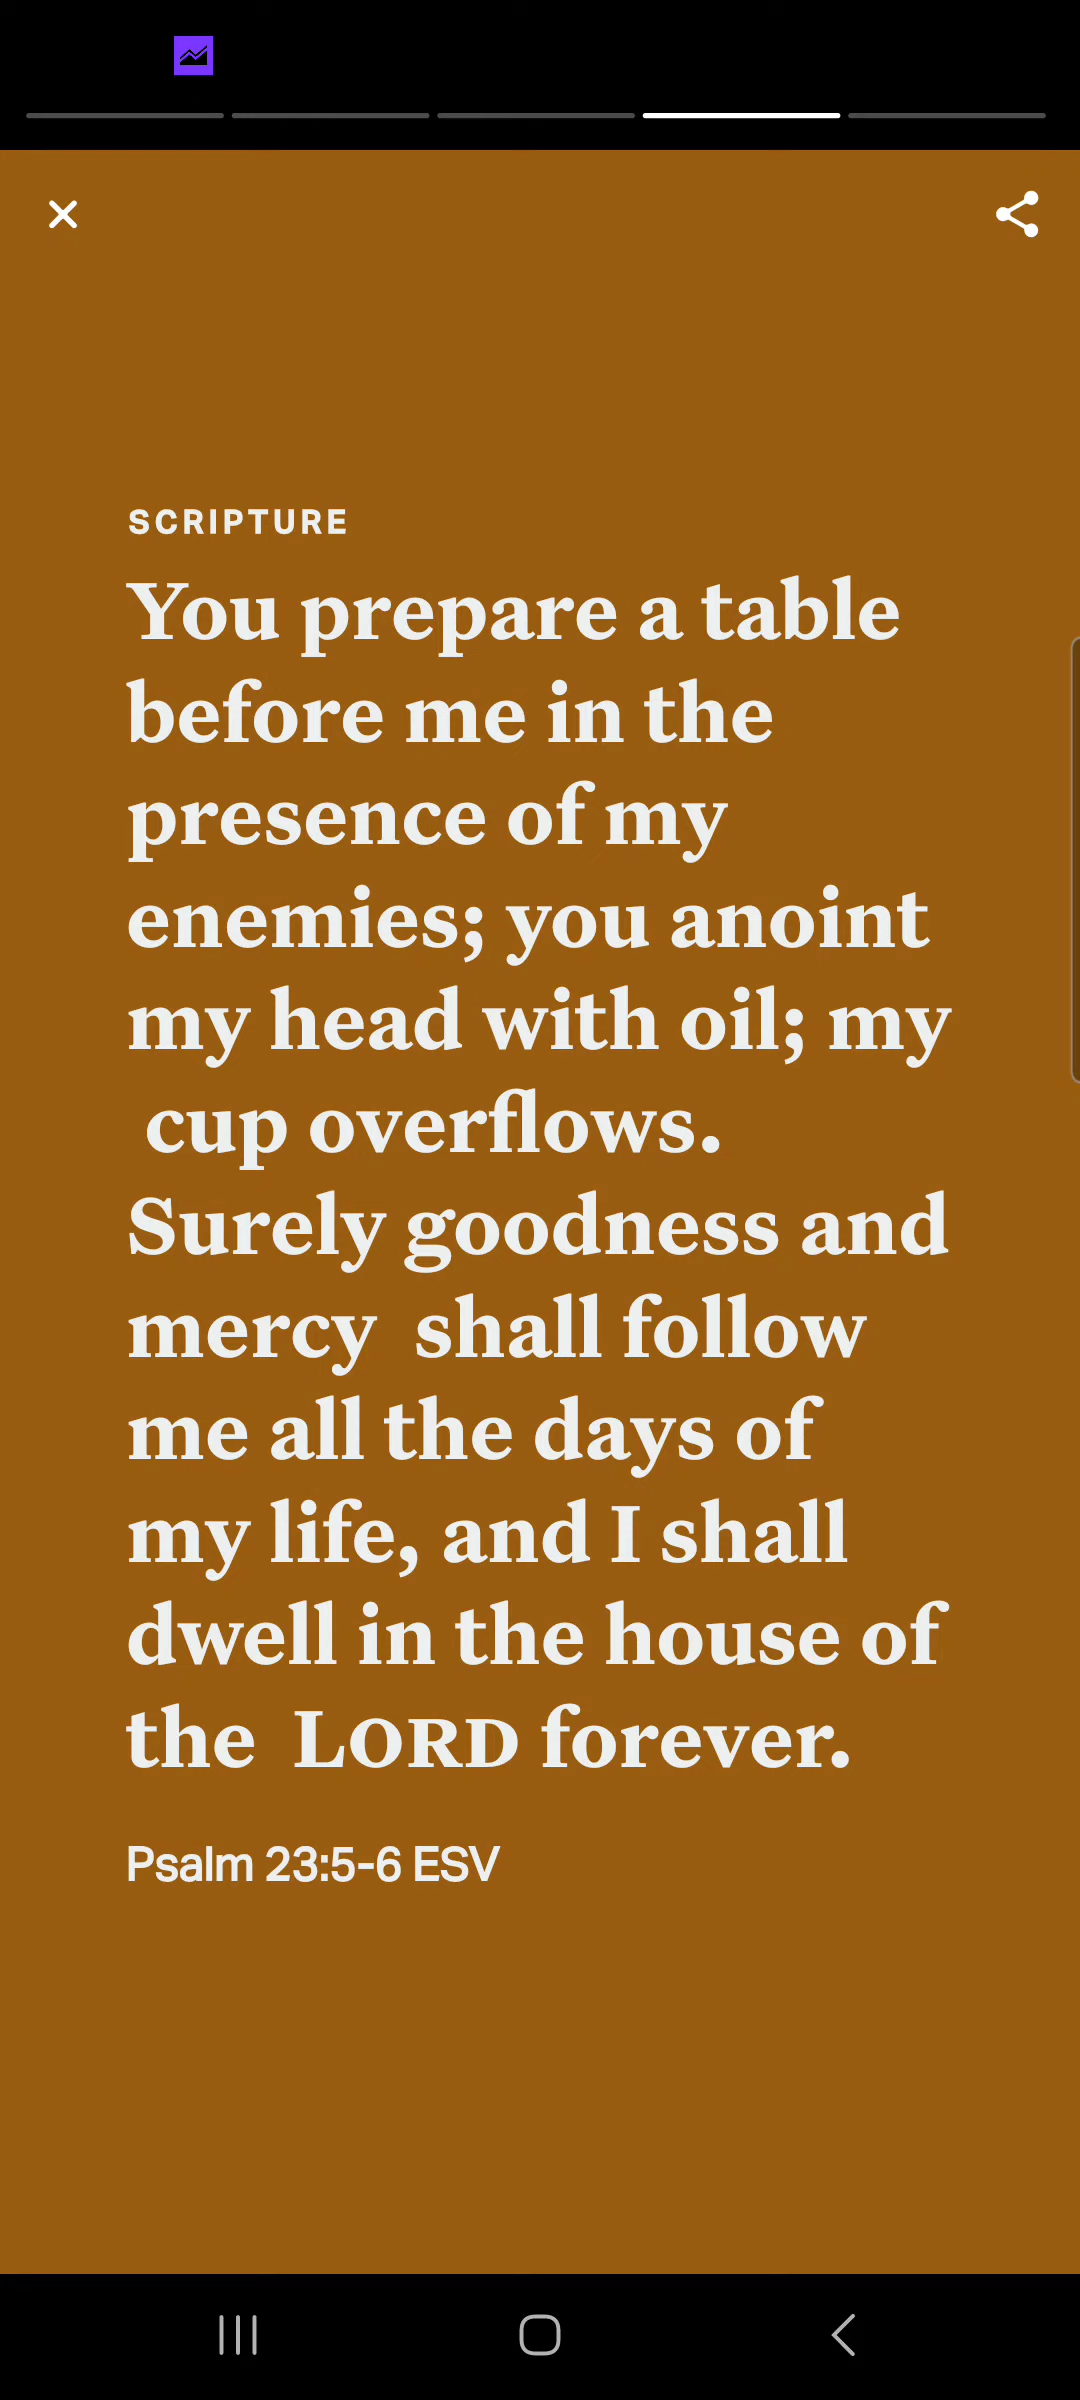 SCRIPTURE
You prepare a table
before me in the
presence of my
enemies; you anoint
my head with oil; my
cup overflows.
Surely goodness and
mercy shall follow
me all the days of
my life, and I shall
dwell in the house of
the LORD forever.
Psalm 23:5-6 ESV